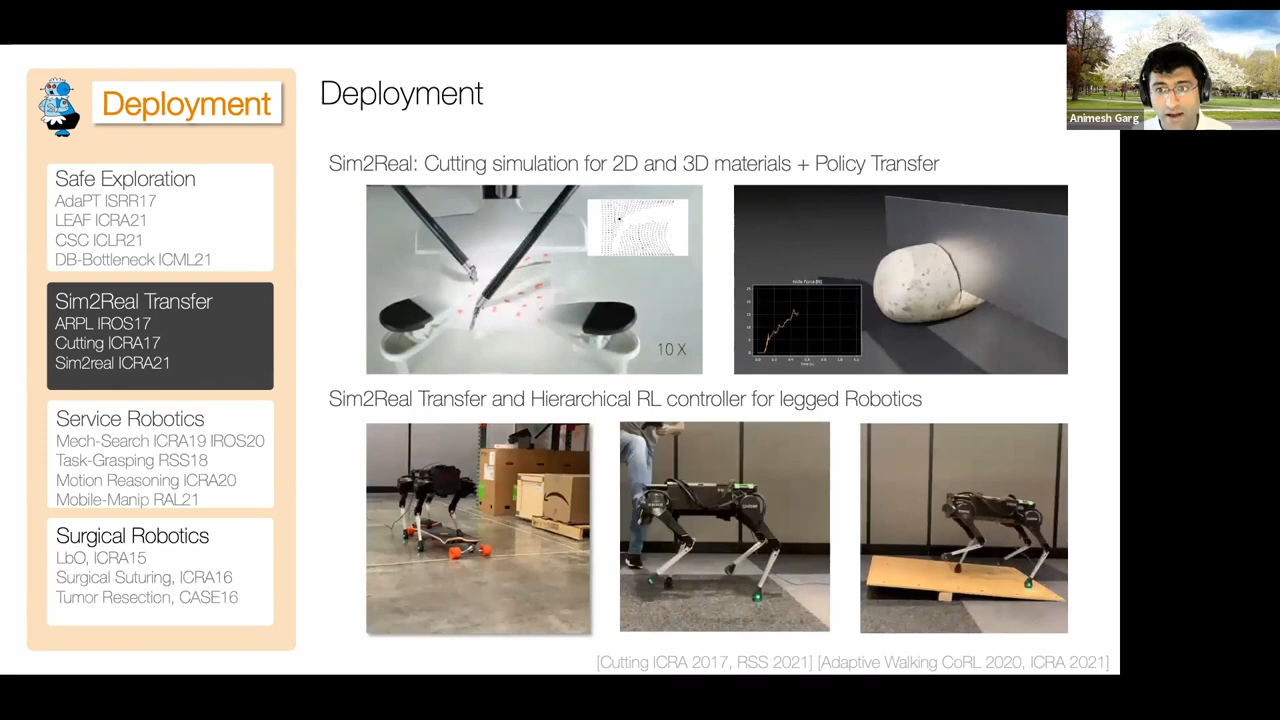 Deployment
Safe Exploration
AdaPT ISRR17
LEAF ICRA21
CSC ICLR21
DB-Bottleneck ICML21
Sim2Real Transfer
ARPL IROS17
Cutting ICRA17
Sim2real ICRA21
Service Robotics
Mech-Search ICRA19 IROS20
Task-Grasping RSS18
Motion Reasoning ICRA20
Mobile-Manip RAL21
Surgical Robotics
LbO, ICRA15
Surgical Suturing, ICRA16
Tumor Resection, CASE16
Deployment
Sim2Real: Cutting simulation for 2D and 3D materials + Policy Transfer
10 X
Sim2Real Transfer and Hierarchical RL controller for legged Robotics
[Cutting ICRA 2017, RSS 2021] [Adaptive Walking CoRL 2020, ICRA 2021]
Animesh Garg